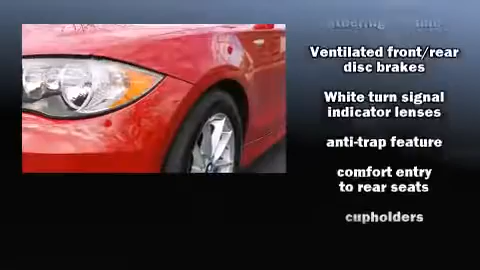 Ventilated front/rear
disc brakes
White turn signal
indicator lenses
anti-trap feature
comfort entry
to rear seats
cupholders